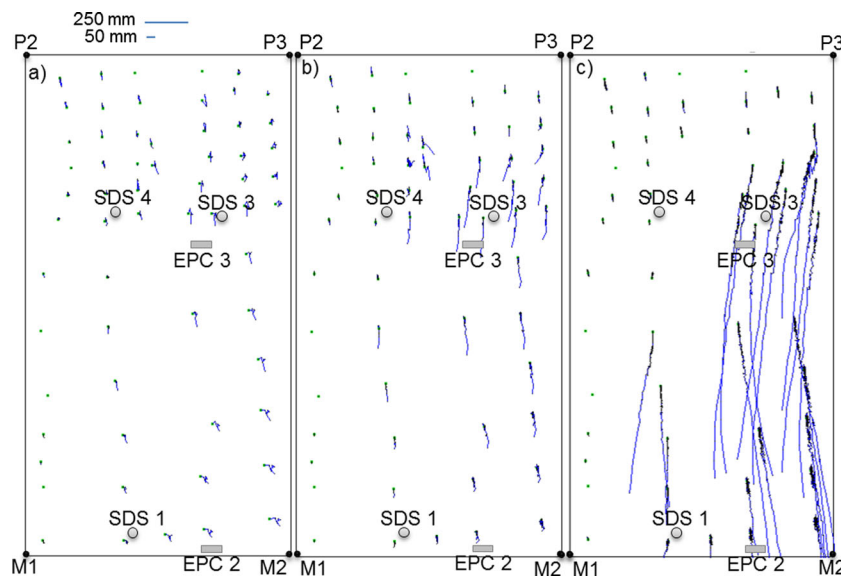 250 mm
50 mm
P2 P3 P2 P3 P2 P3
a) b) c)
SDS 4 SDS 3 SDS 4 SDS 3 SDS 4 SDS 3
EPC 3 EPC 3 EPC 3
SDS 1 SDS 1 SDS 1
M1 EPC 2 M2 M1 EPC 2 M2 M1 EPC 2 M2